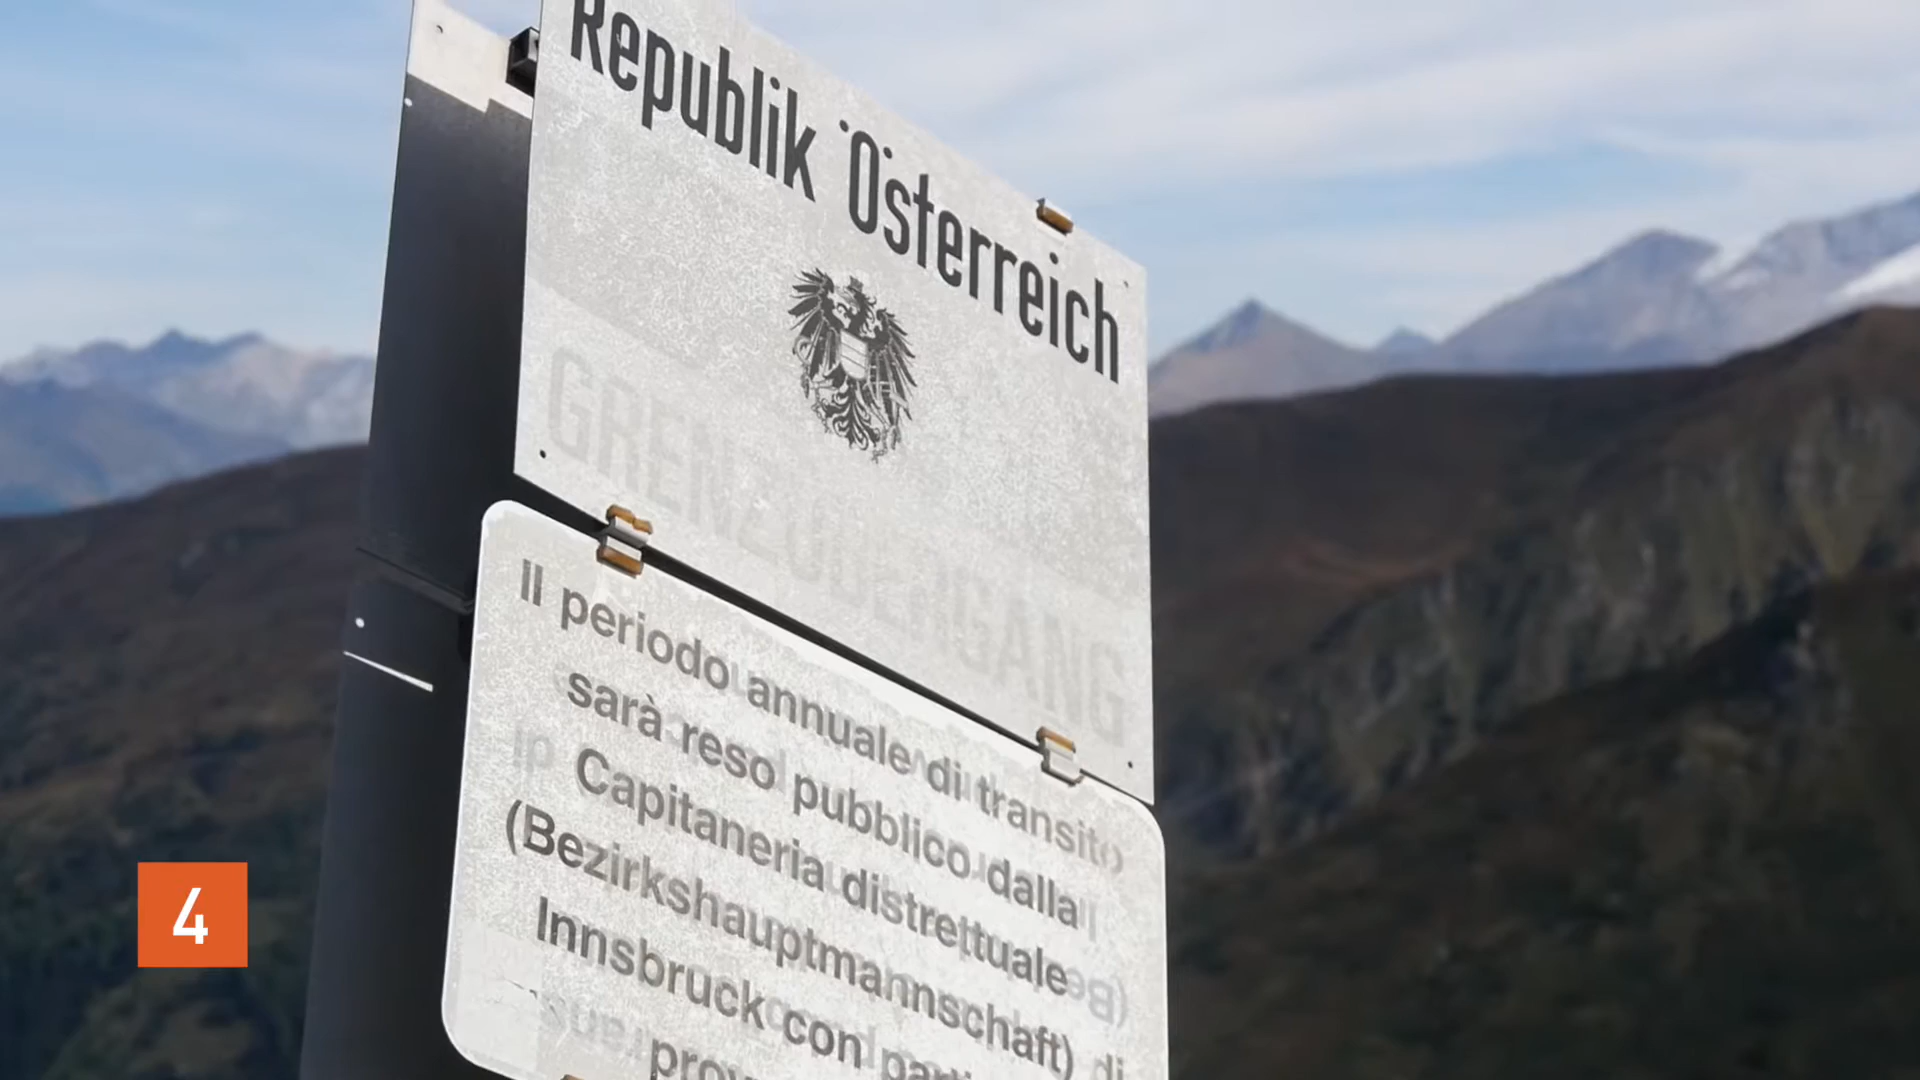 Republik Österreich
GRENZÜBERGANG
Il periodo annuale di transito
sarà reso pubblico dalla
Capitaneria distrettuale
(Bezirkshauptmannschaft) di
Innsbruck con
4